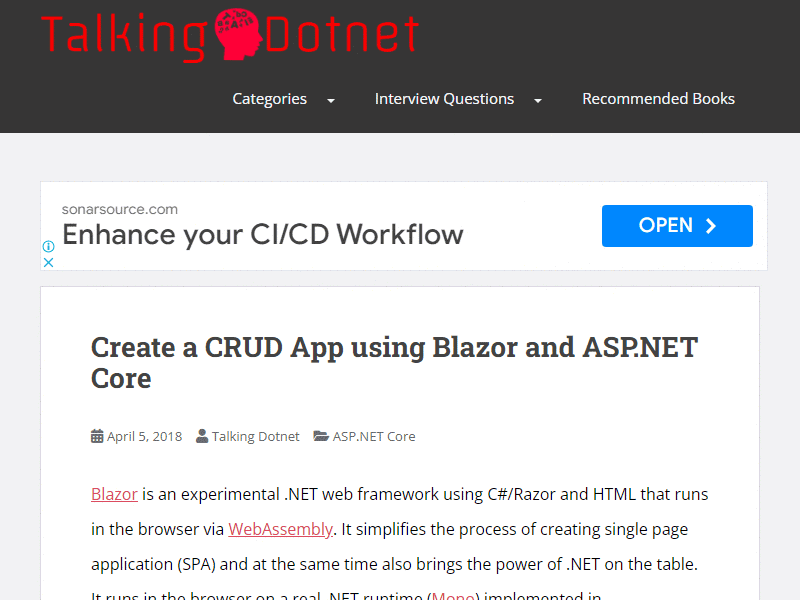 Talking Dotnet
Categories
Interview Questions
Recommended Books
sonarsource.com
Enhance your CI/CD Workflow
OPEN
Create a CRUD App using Blazor and ASP.NET
Core
April 5, 2018 Talking Dotnet ASP.NET Core
Blazor is an experimental .NET web framework using C#/Razor and HTML that runs
in the browser via WebAssembly. It simplifies the process of creating single page
application (SPA) and at the same time also brings the power of .NET on the table.
It runs in the browser on a real .NET runtime (Mono) implemented in